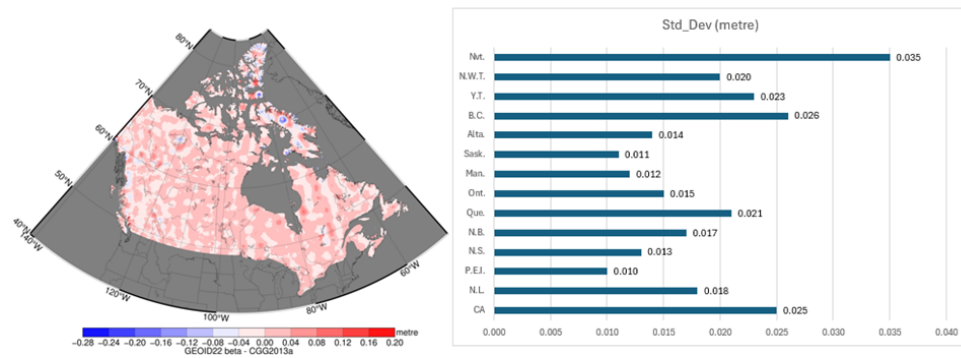 80°N
70°N
60°N
50°N
40°N
140°W
120°W
100°W
80°W
60°W
metre
-0.28 -0.24 -0.20 -0.16 -0.12 -0.08 -0.04 0.00 0.04 0.08 0.12 0.16 0.20
GEOID22 beta - CGG2013a
Std_Dev (metre)
Nvt. 0.035
N.W.T. 0.020
Y.T. 0.023
B.C. 0.026
Alta. 0.014
Sask. 0.011
Man. 0.012
Ont. 0.015
Que. 0.021
N.B. 0.017
N.S. 0.013
P.E.I. 0.010
N.L. 0.018
CA 0.025
0.000 0.005 0.010 0.015 0.020 0.025 0.030 0.035 0.040